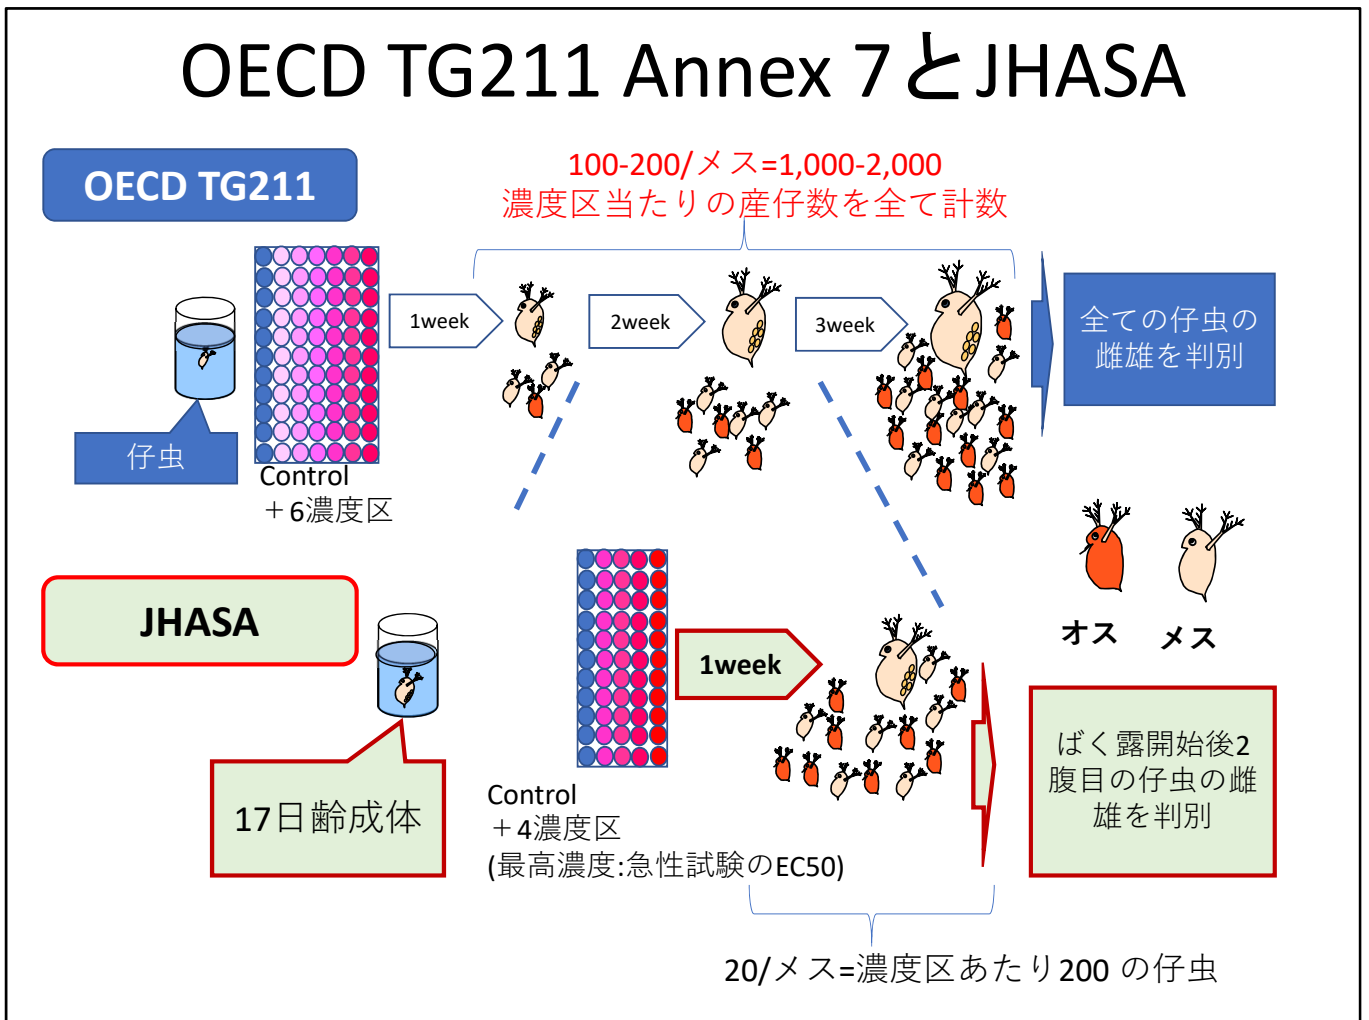 OECD TG211 Annex 7とJHASA
OECD TG211
100-200/メス=1,000-2,000
濃度区当たりの産仔数を全て計数
1week
2week
3week
全ての仔虫の
雌雄を判別
仔虫
Control
＋6濃度区
オス
メス
JHASA
1week
17日齢成体
Control
＋4濃度区
(最高濃度:急性試験のEC50)
ばく露開始後2
腹目の仔虫の雌
雄を判別
20/メス=濃度区あたり200 の仔虫